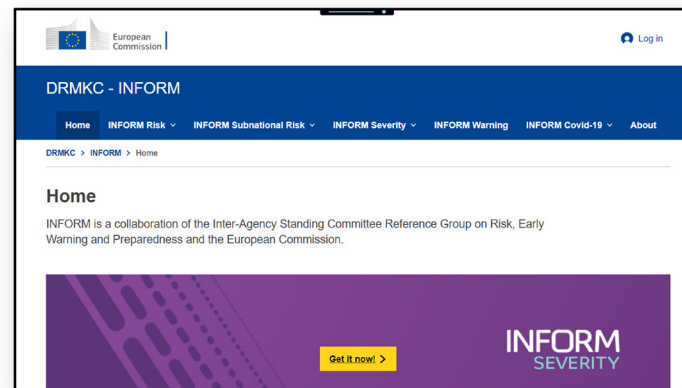 European
Commission
Log in
DRMKC - INFORM
Home INFORM Risk INFORM Subnational Risk INFORM Severity INFORM Warning INFORM Covid-19 About
DRMKC > INFORM > Home
Home
INFORM is a collaboration of the Inter-Agency Standing Committee Reference Group on Risk, Early
Warning and Preparedness and the European Commission.
Get it now! >
INFORM
SEVERITY